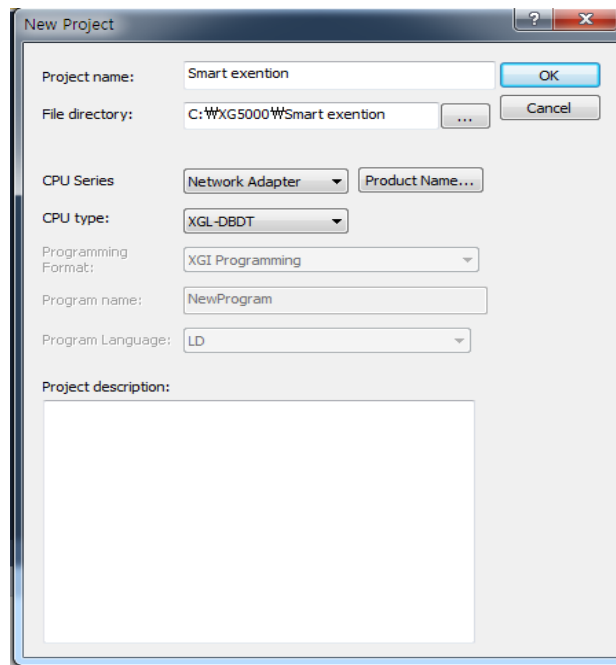 New Project
?
Project name: Smart exention OK
File directory: C:₩XG5000₩Smart exention ... Cancel
CPU Series Network Adapter Product Name...
CPU type: XGL-DBDT
Programming
Format: XGI Programming
Program name: NewProgram
Program Language: LD
Project description: